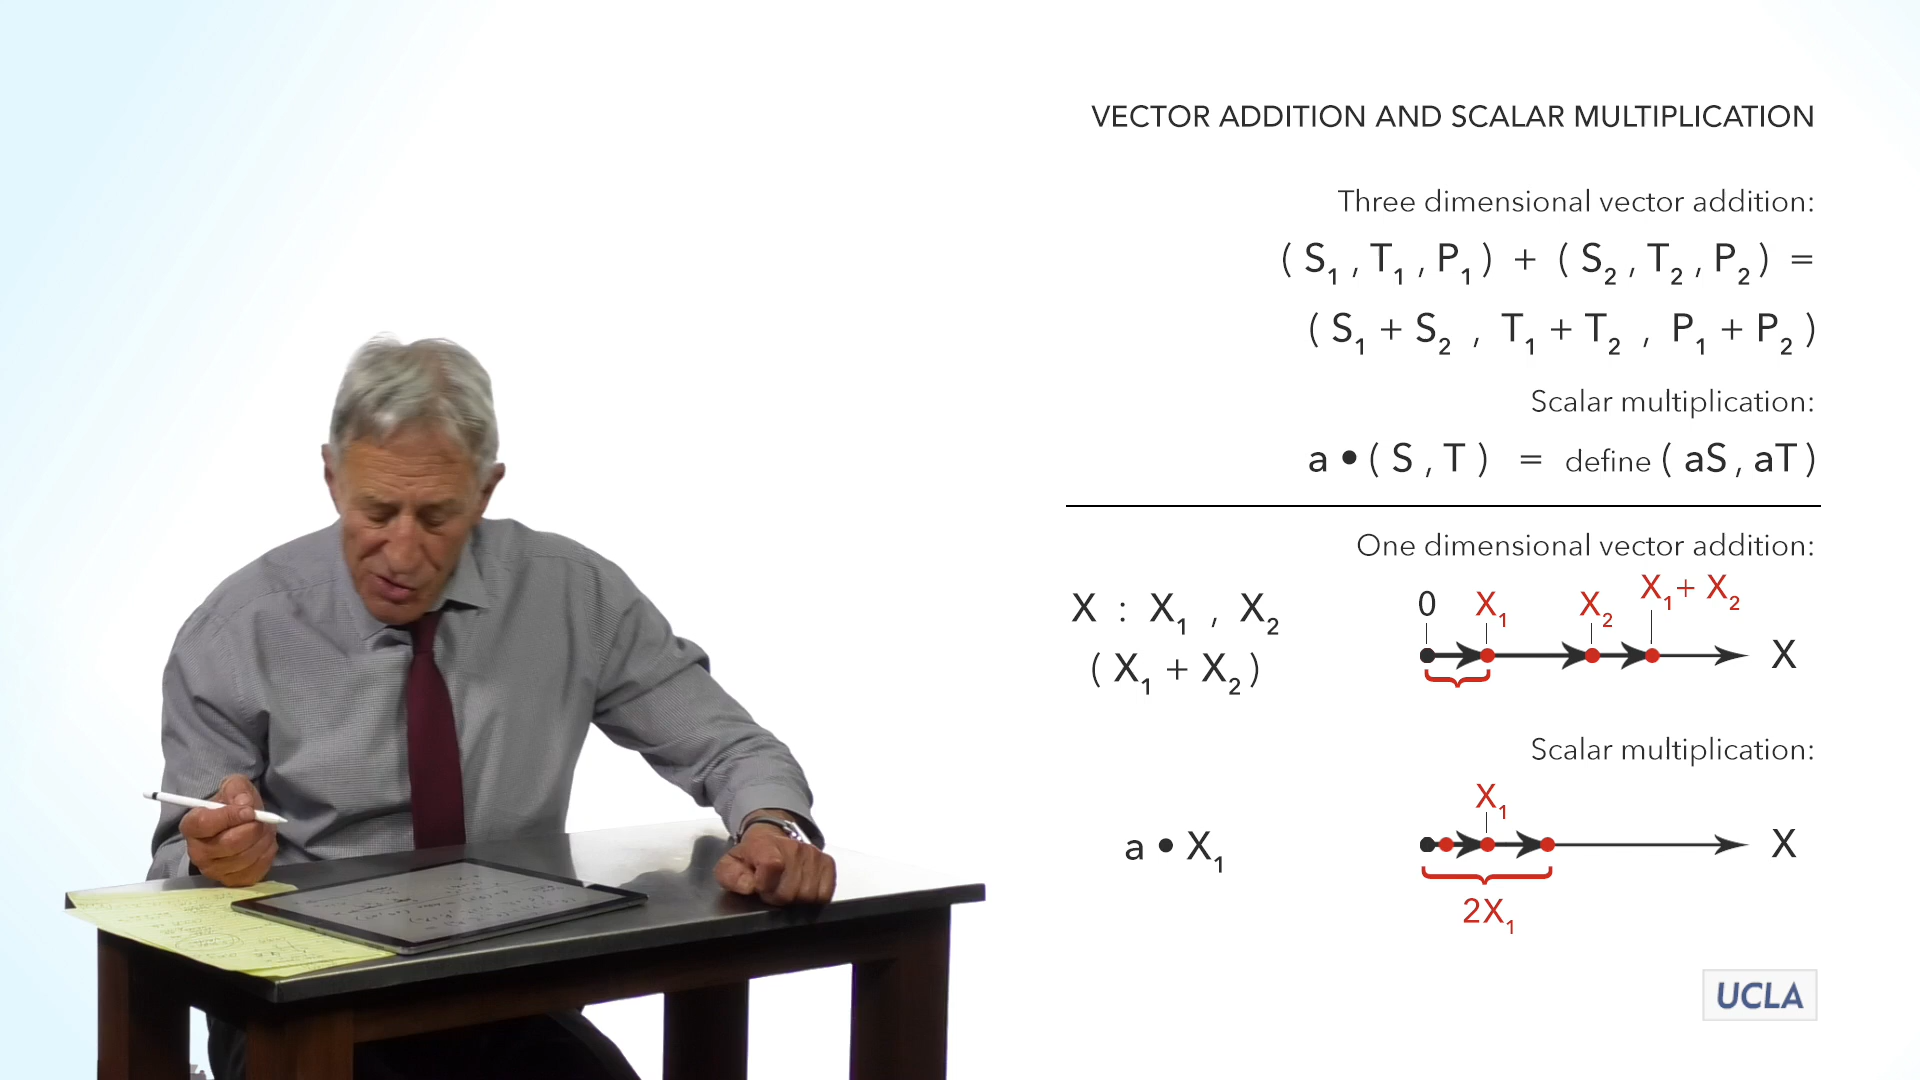 VECTOR ADDITION AND SCALAR MULTIPLICATION
Three dimensional vector addition:
( S₁ , T₁ , P₁ ) + ( S₂ , T₂ , P₂ ) =
( S₁ + S₂ , T₁ + T₂ , P₁ + P₂ )
Scalar multiplication:
a • ( S , T ) = define ( aS , aT )
One dimensional vector addition:
X : X₁ , X₂
( X₁ + X₂ )
0 X₁ X₂ X₁ + X₂
X
Scalar multiplication:
a • X₁
X₁
X
2X₁
UCLA